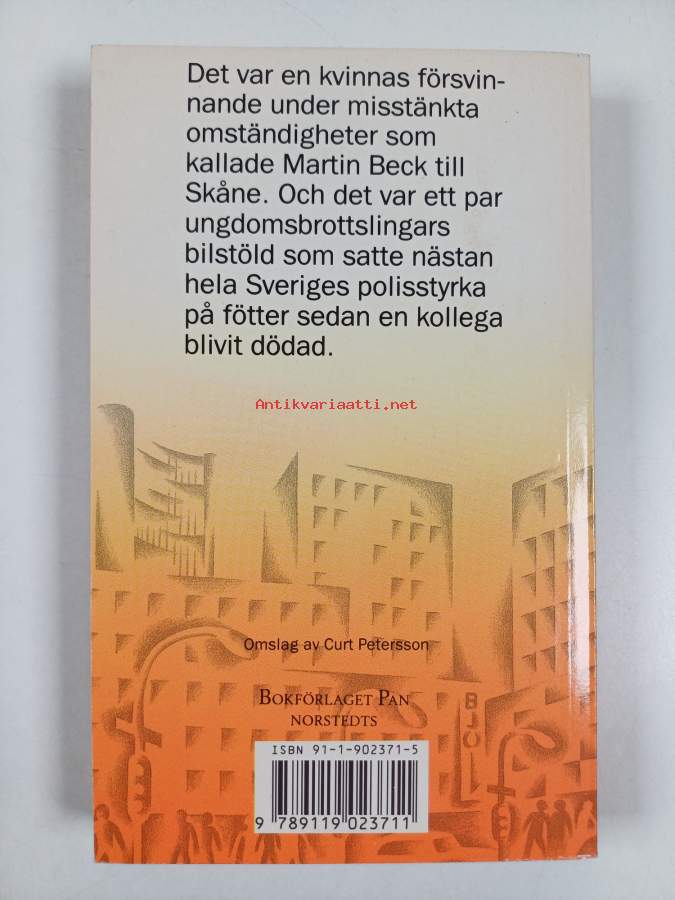 Det var en kvinnas försvin-
nande under misstänkta
omständigheter som
kallade Martin Beck till
Skåne. Och det var ett par
ungdomsbrottslingars
bilstöld som satte nästan
hela Sveriges polisstyrka
på fötter sedan en kollega
blivit dödad.
Antikvariaatti.net
Omslag av Curt Petersson
BOKFÖRLAGET PAN
NORSTEDTS
BJÖL
ISBN 91-1-902371-5
9 789119 023711